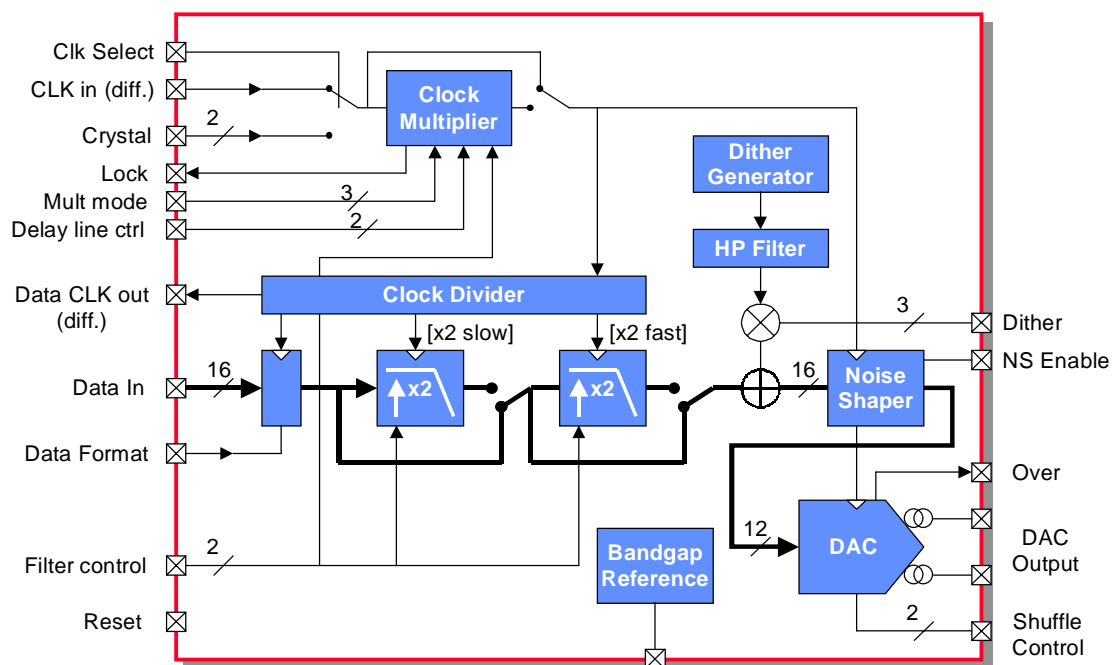 Clk Select
CLK in (diff.)
Crystal
2
Lock
Mult mode
3
Delay line ctrl
2
Clock
Multiplier
Dither
Generator
HP Filter
Data CLK out
(diff.)
Clock Divider
[x2 slow]
[x2 fast]
3
Dither
NS Enable
Data In
16
x2
x2
16
Noise
Shaper
Data Format
Over
12
DAC
DAC
Output
Filter control
2
Bandgap
Reference
Reset
2
Shuffle
Control